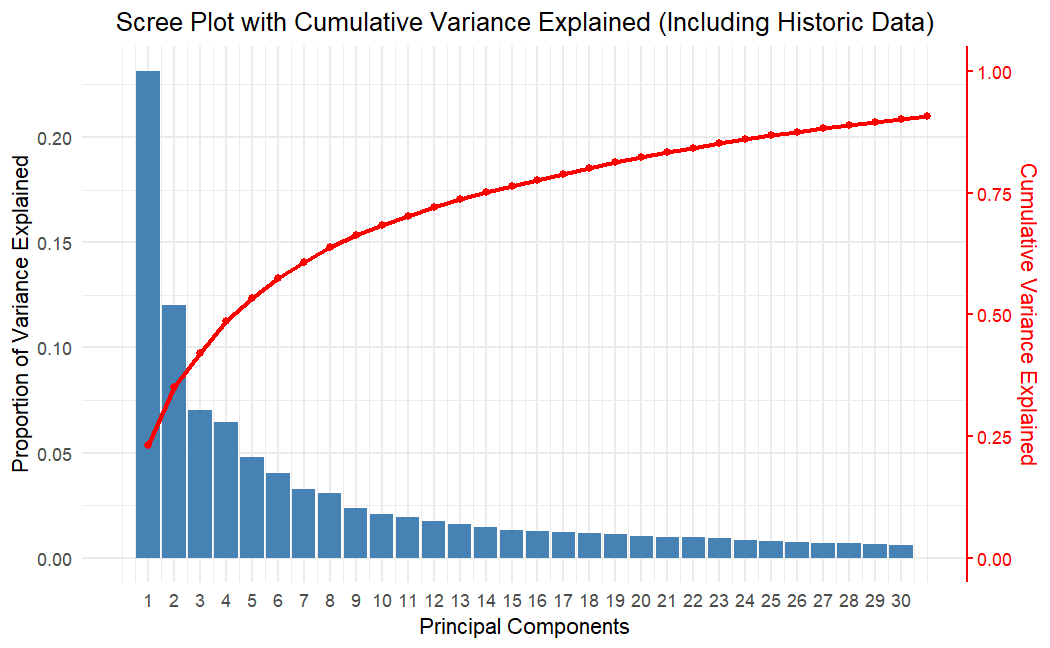 Scree Plot with Cumulative Variance Explained (Including Historic Data)
Proportion of Variance Explained
0.20
0.15
0.10
0.05
0.00
1.00
0.75
0.50
0.25
0.00
Cumulative Variance Explained
1 2 3 4 5 6 7 8 9 10 11 12 13 14 15 16 17 18 19 20 21 22 23 24 25 26 27 28 29 30
Principal Components